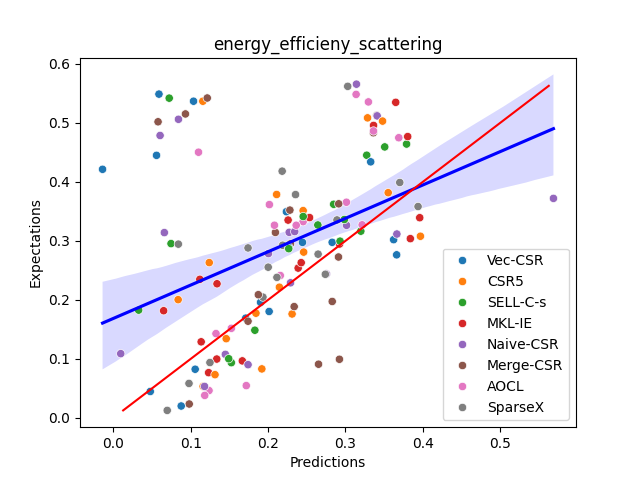 energy_efficieny_scattering
0.6
0.5
0.4
0.3
0.2
0.1
0.0
Expectations
Vec-CSR
CSR5
SELL-C-s
MKL-IE
Naive-CSR
Merge-CSR
AOCL
SparseX
0.0 0.1 0.2 0.3 0.4 0.5
Predictions